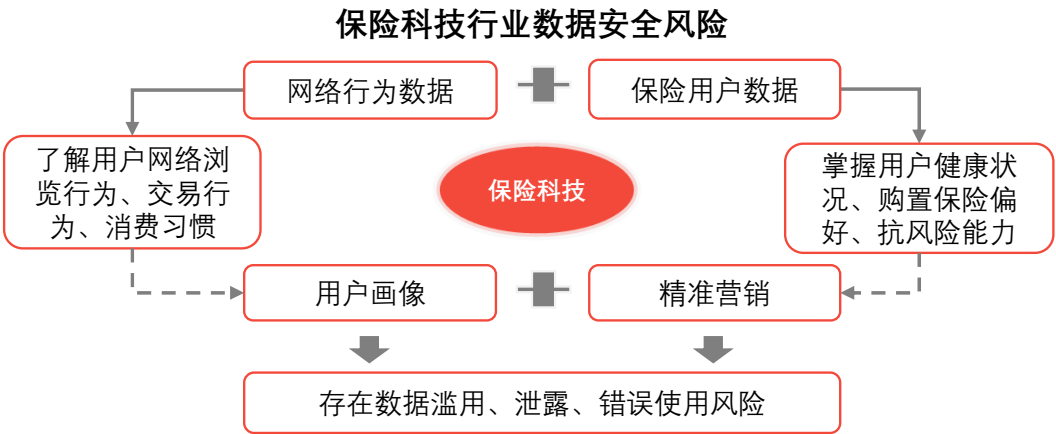 保险科技行业数据安全风险
网络行为数据
保险用户数据
了解用户网络浏
览行为、交易行
为、消费习惯
保险科技
掌握用户健康状
况、购置保险偏
好、抗风险能力
用户画像
精准营销
存在数据滥用、泄露、错误使用风险